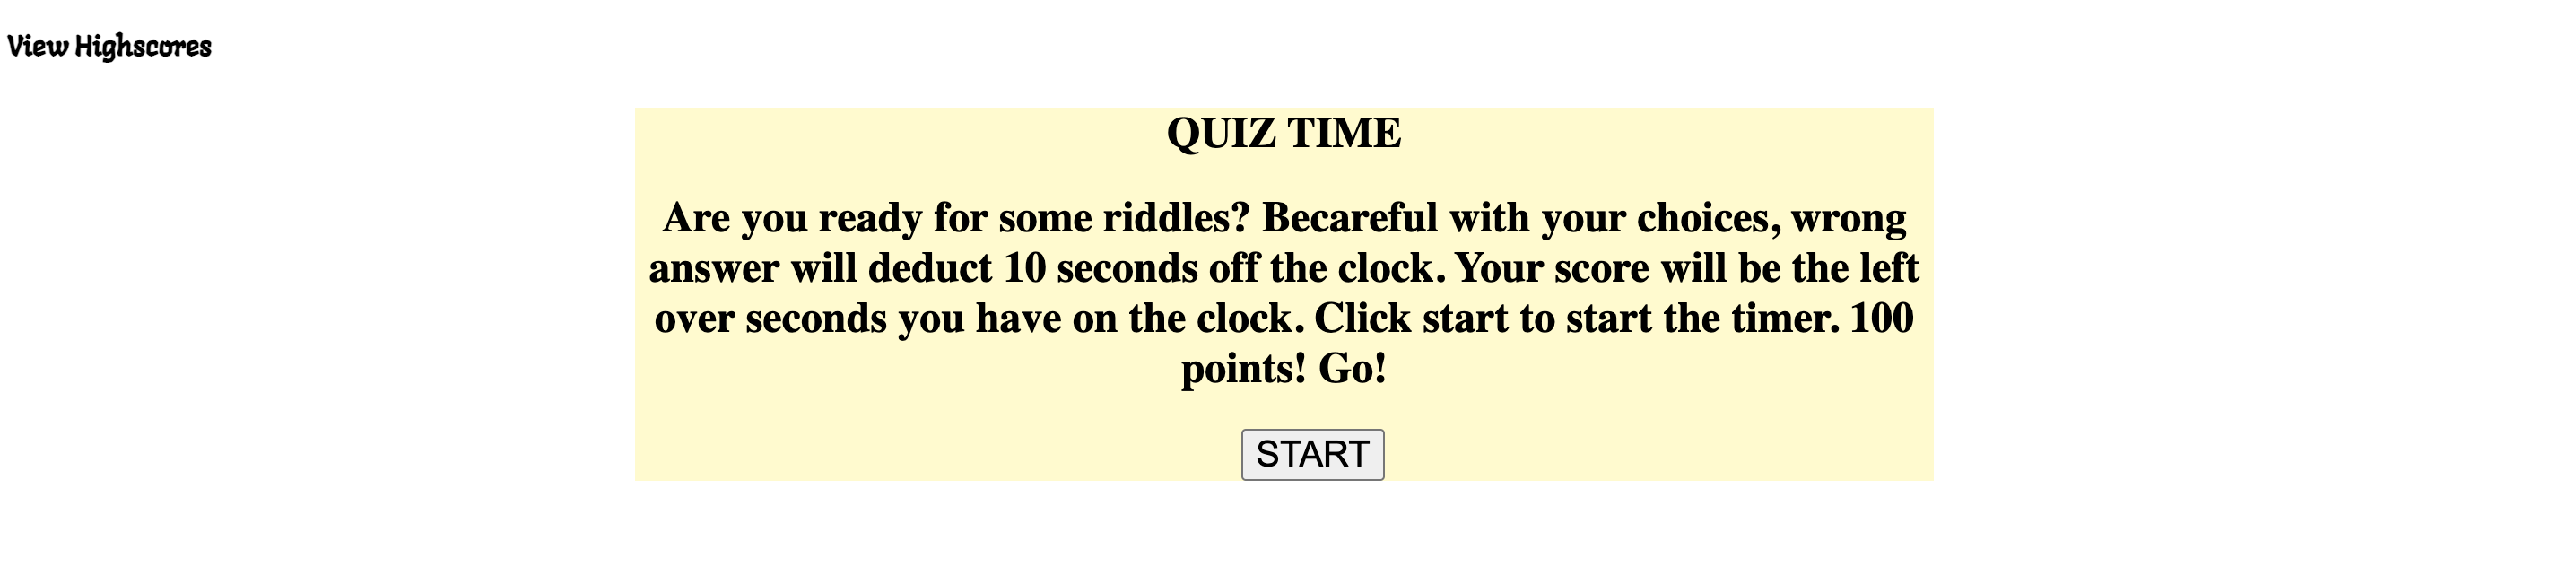 View Highscores
QUIZ TIME
Are you ready for some riddles? Becareful with your choices, wrong
answer will deduct 10 seconds off the clock. Your score will be the left
over seconds you have on the clock. Click start to start the timer. 100
points! Go!
START